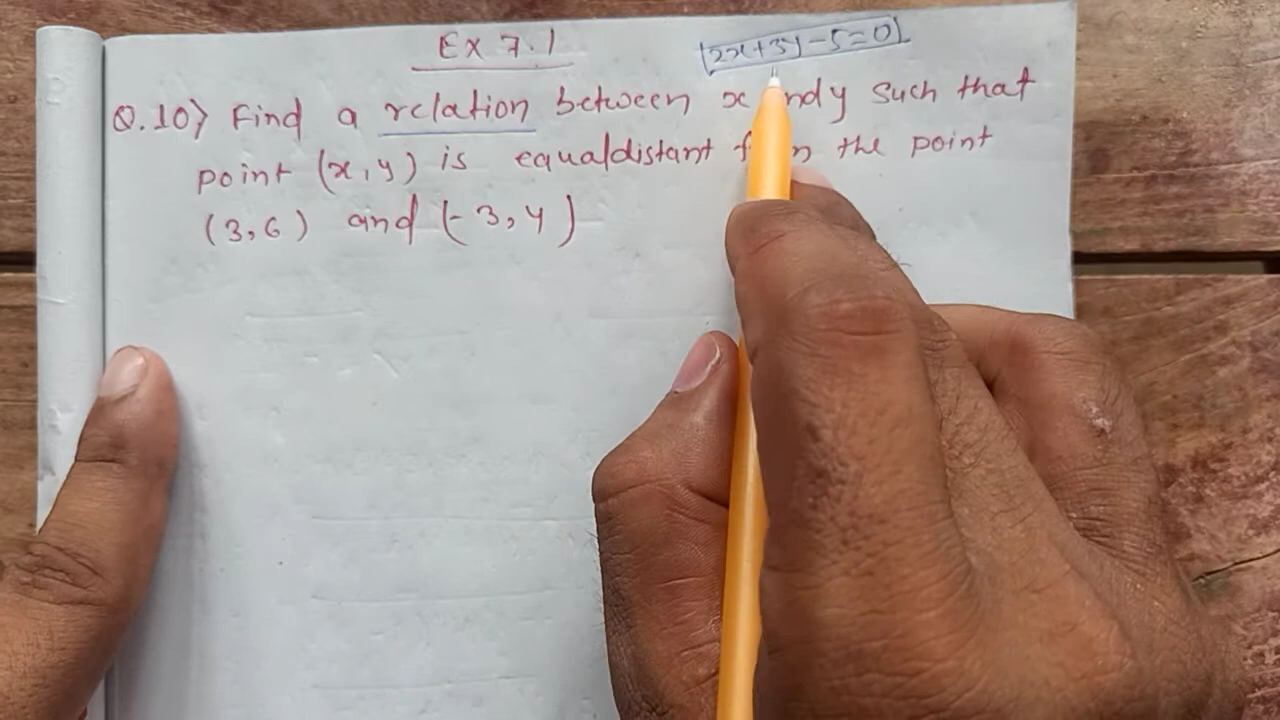 Ex 7.1
2x+3y-5=0
Q.10) Find a relation between x andy such that
point (x,y) is equaldistant the point
(3,6) and (-3,4)